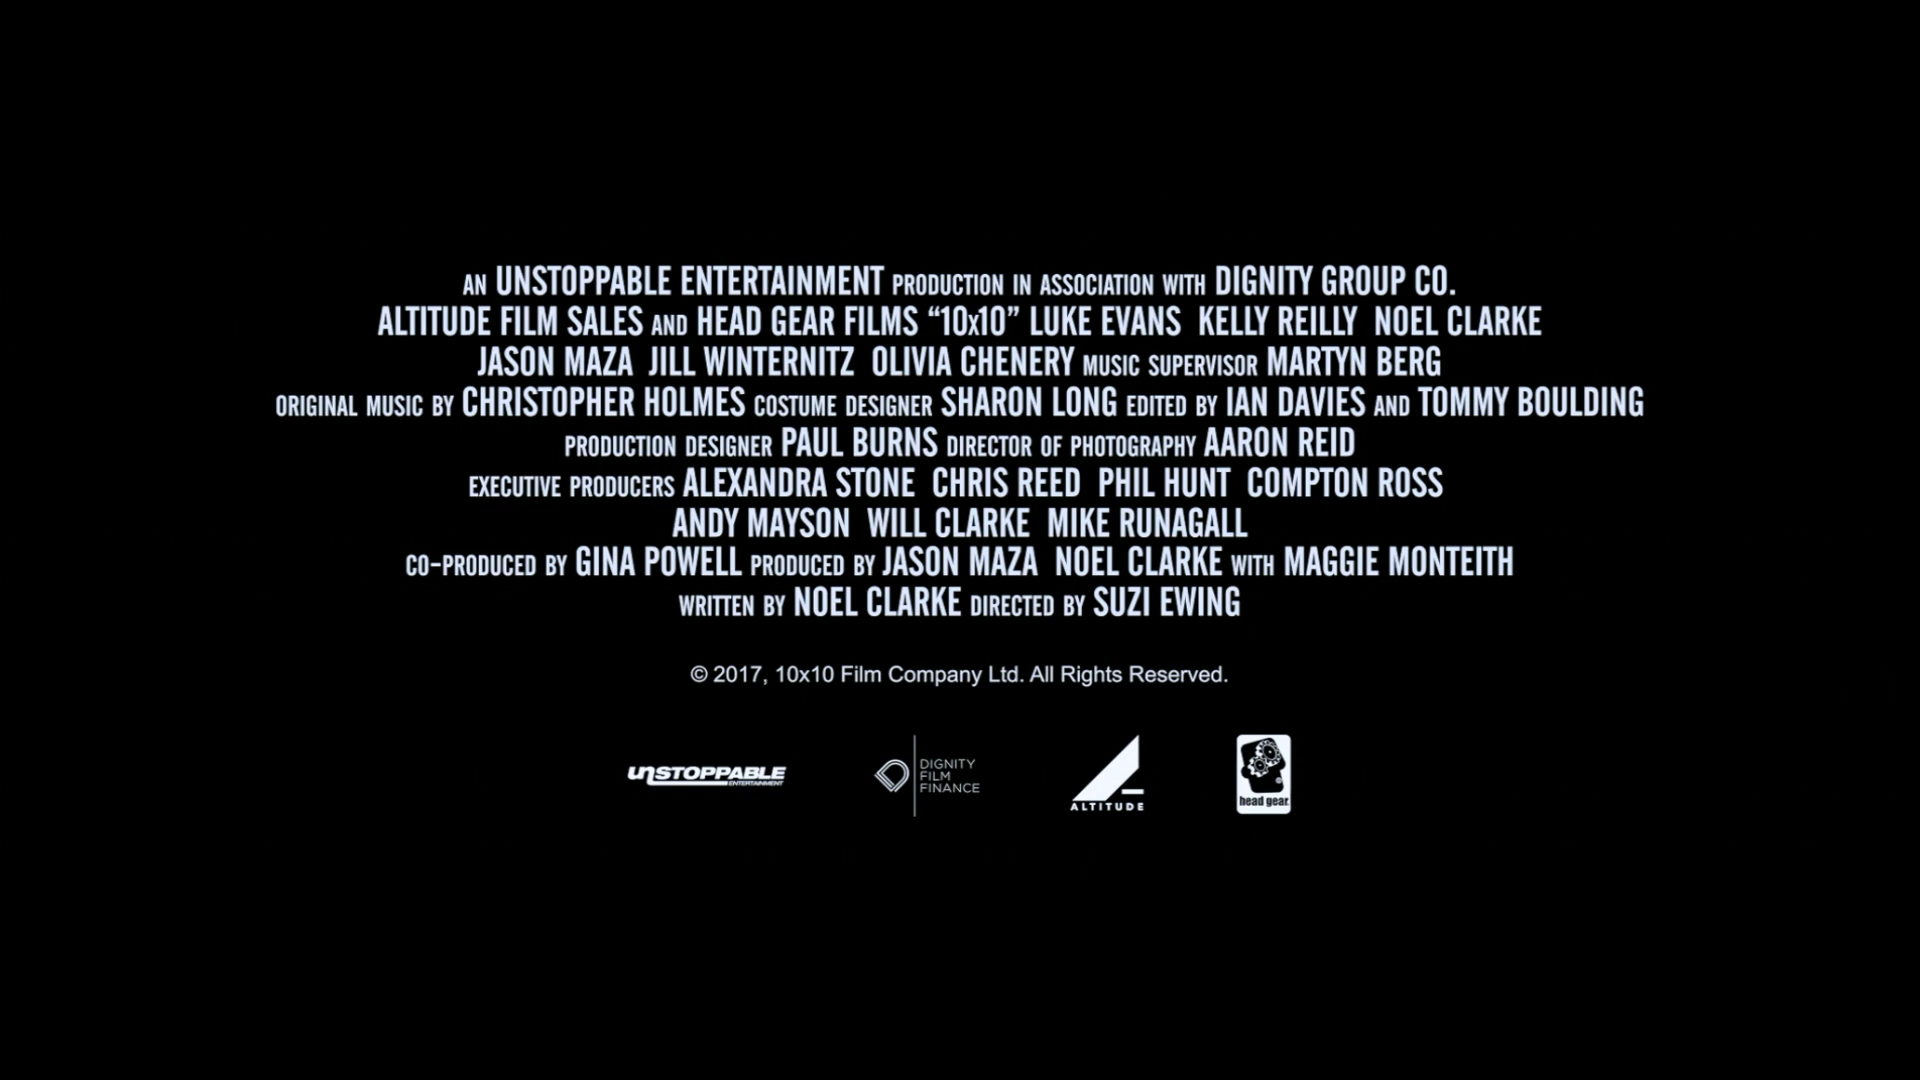 AN UNSTOPPABLE ENTERTAINMENT PRODUCTION IN ASSOCIATION WITH DIGNITY GROUP CO.
ALTITUDE FILM SALES AND HEAD GEAR FILMS “10x10” LUKE EVANS KELLY REILLY NOEL CLARKE
JASON MAZA JILL WINTERNITZ OLIVIA CHENERY MUSIC SUPERVISOR MARTYN BERG
ORIGINAL MUSIC BY CHRISTOPHER HOLMES COSTUME DESIGNER SHARON LONG EDITED BY IAN DAVIES AND TOMMY BOULDING
PRODUCTION DESIGNER PAUL BURNS DIRECTOR OF PHOTOGRAPHY AARON REID
EXECUTIVE PRODUCERS ALEXANDRA STONE CHRIS REED PHIL HUNT COMPTON ROSS
ANDY MAYSON WILL CLARKE MIKE RUNAGALL
CO-PRODUCED BY GINA POWELL PRODUCED BY JASON MAZA NOEL CLARKE WITH MAGGIE MONTEITH
WRITTEN BY NOEL CLARKE DIRECTED BY SUZI EWING
© 2017, 10x10 Film Company Ltd. All Rights Reserved.
UNSTOPPABLE
ENTERTAINMENT
DIGNITY
FILM
FINANCE
ALTITUDE
head gear